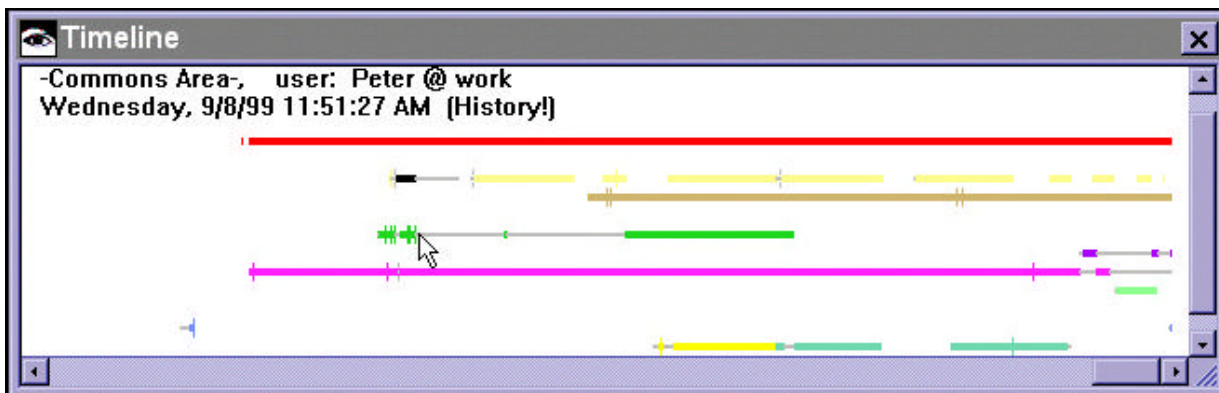 Timeline
-Commons Area-, user: Peter @ work
Wednesday, 9/8/99 11:51:27 AM (History!)